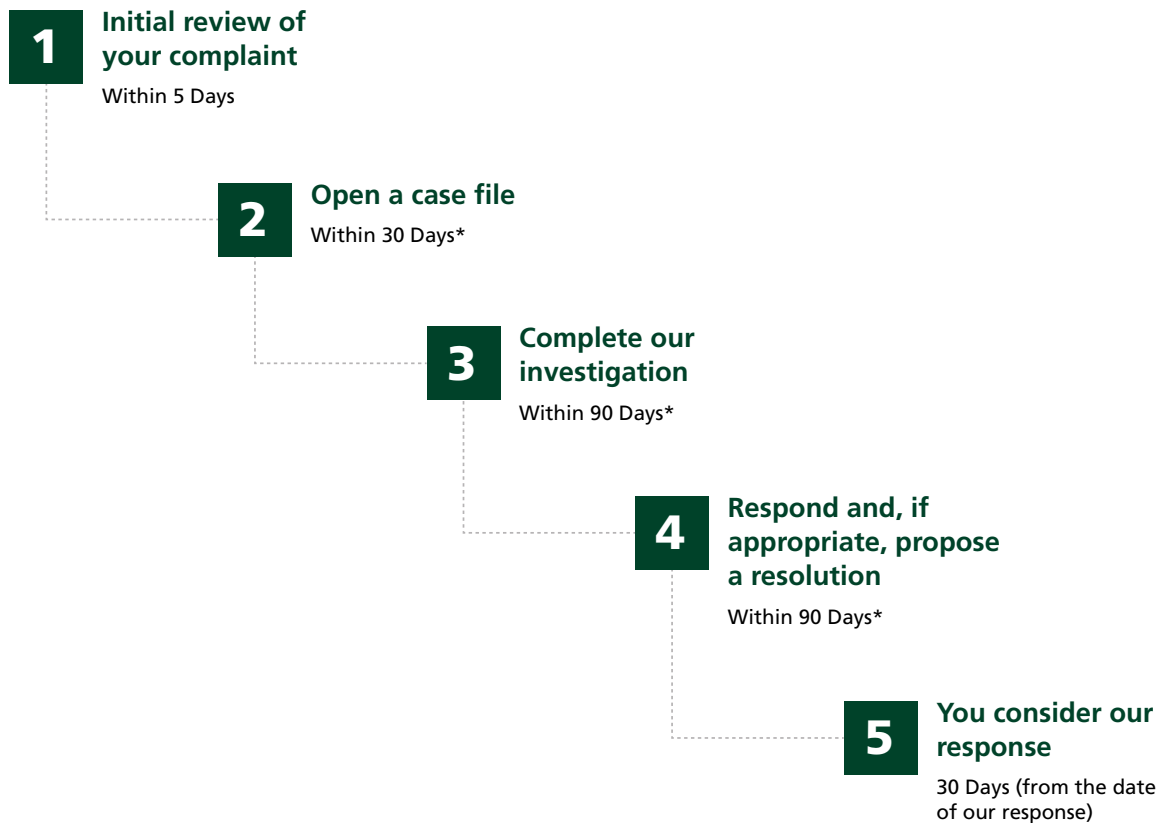 1
Initial review of
your complaint
Within 5 Days
2
Open a case file
Within 30 Days*
3
Complete our
investigation
Within 90 Days*
4
Respond and, if
appropriate, propose
a resolution
Within 90 Days*
5
You consider our
response
30 Days (from the date
of our response)